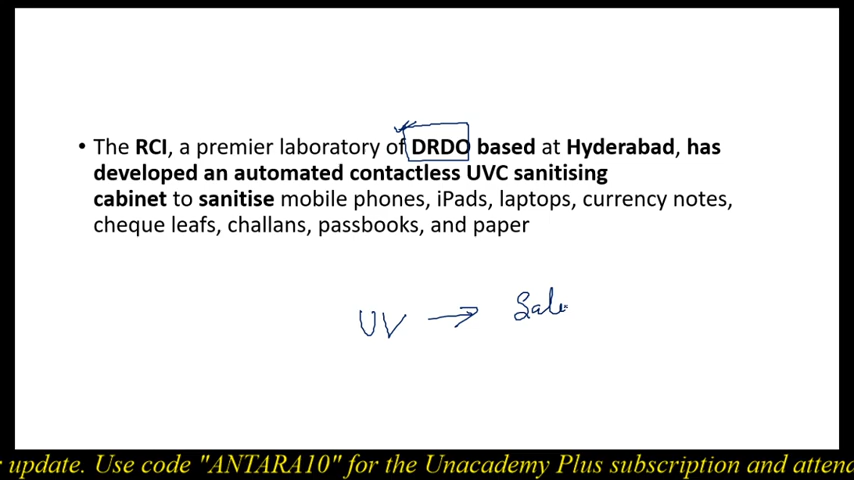 • The RCI, a premier laboratory of DRDO based at Hyderabad, has
developed an automated contactless UVC sanitising
cabinet to sanitise mobile phones, iPads, laptops, currency notes,
cheque leafs, challans, passbooks, and paper
UV →
r update. Use code "ANTARA10" for the Unacademy Plus subscription and attend